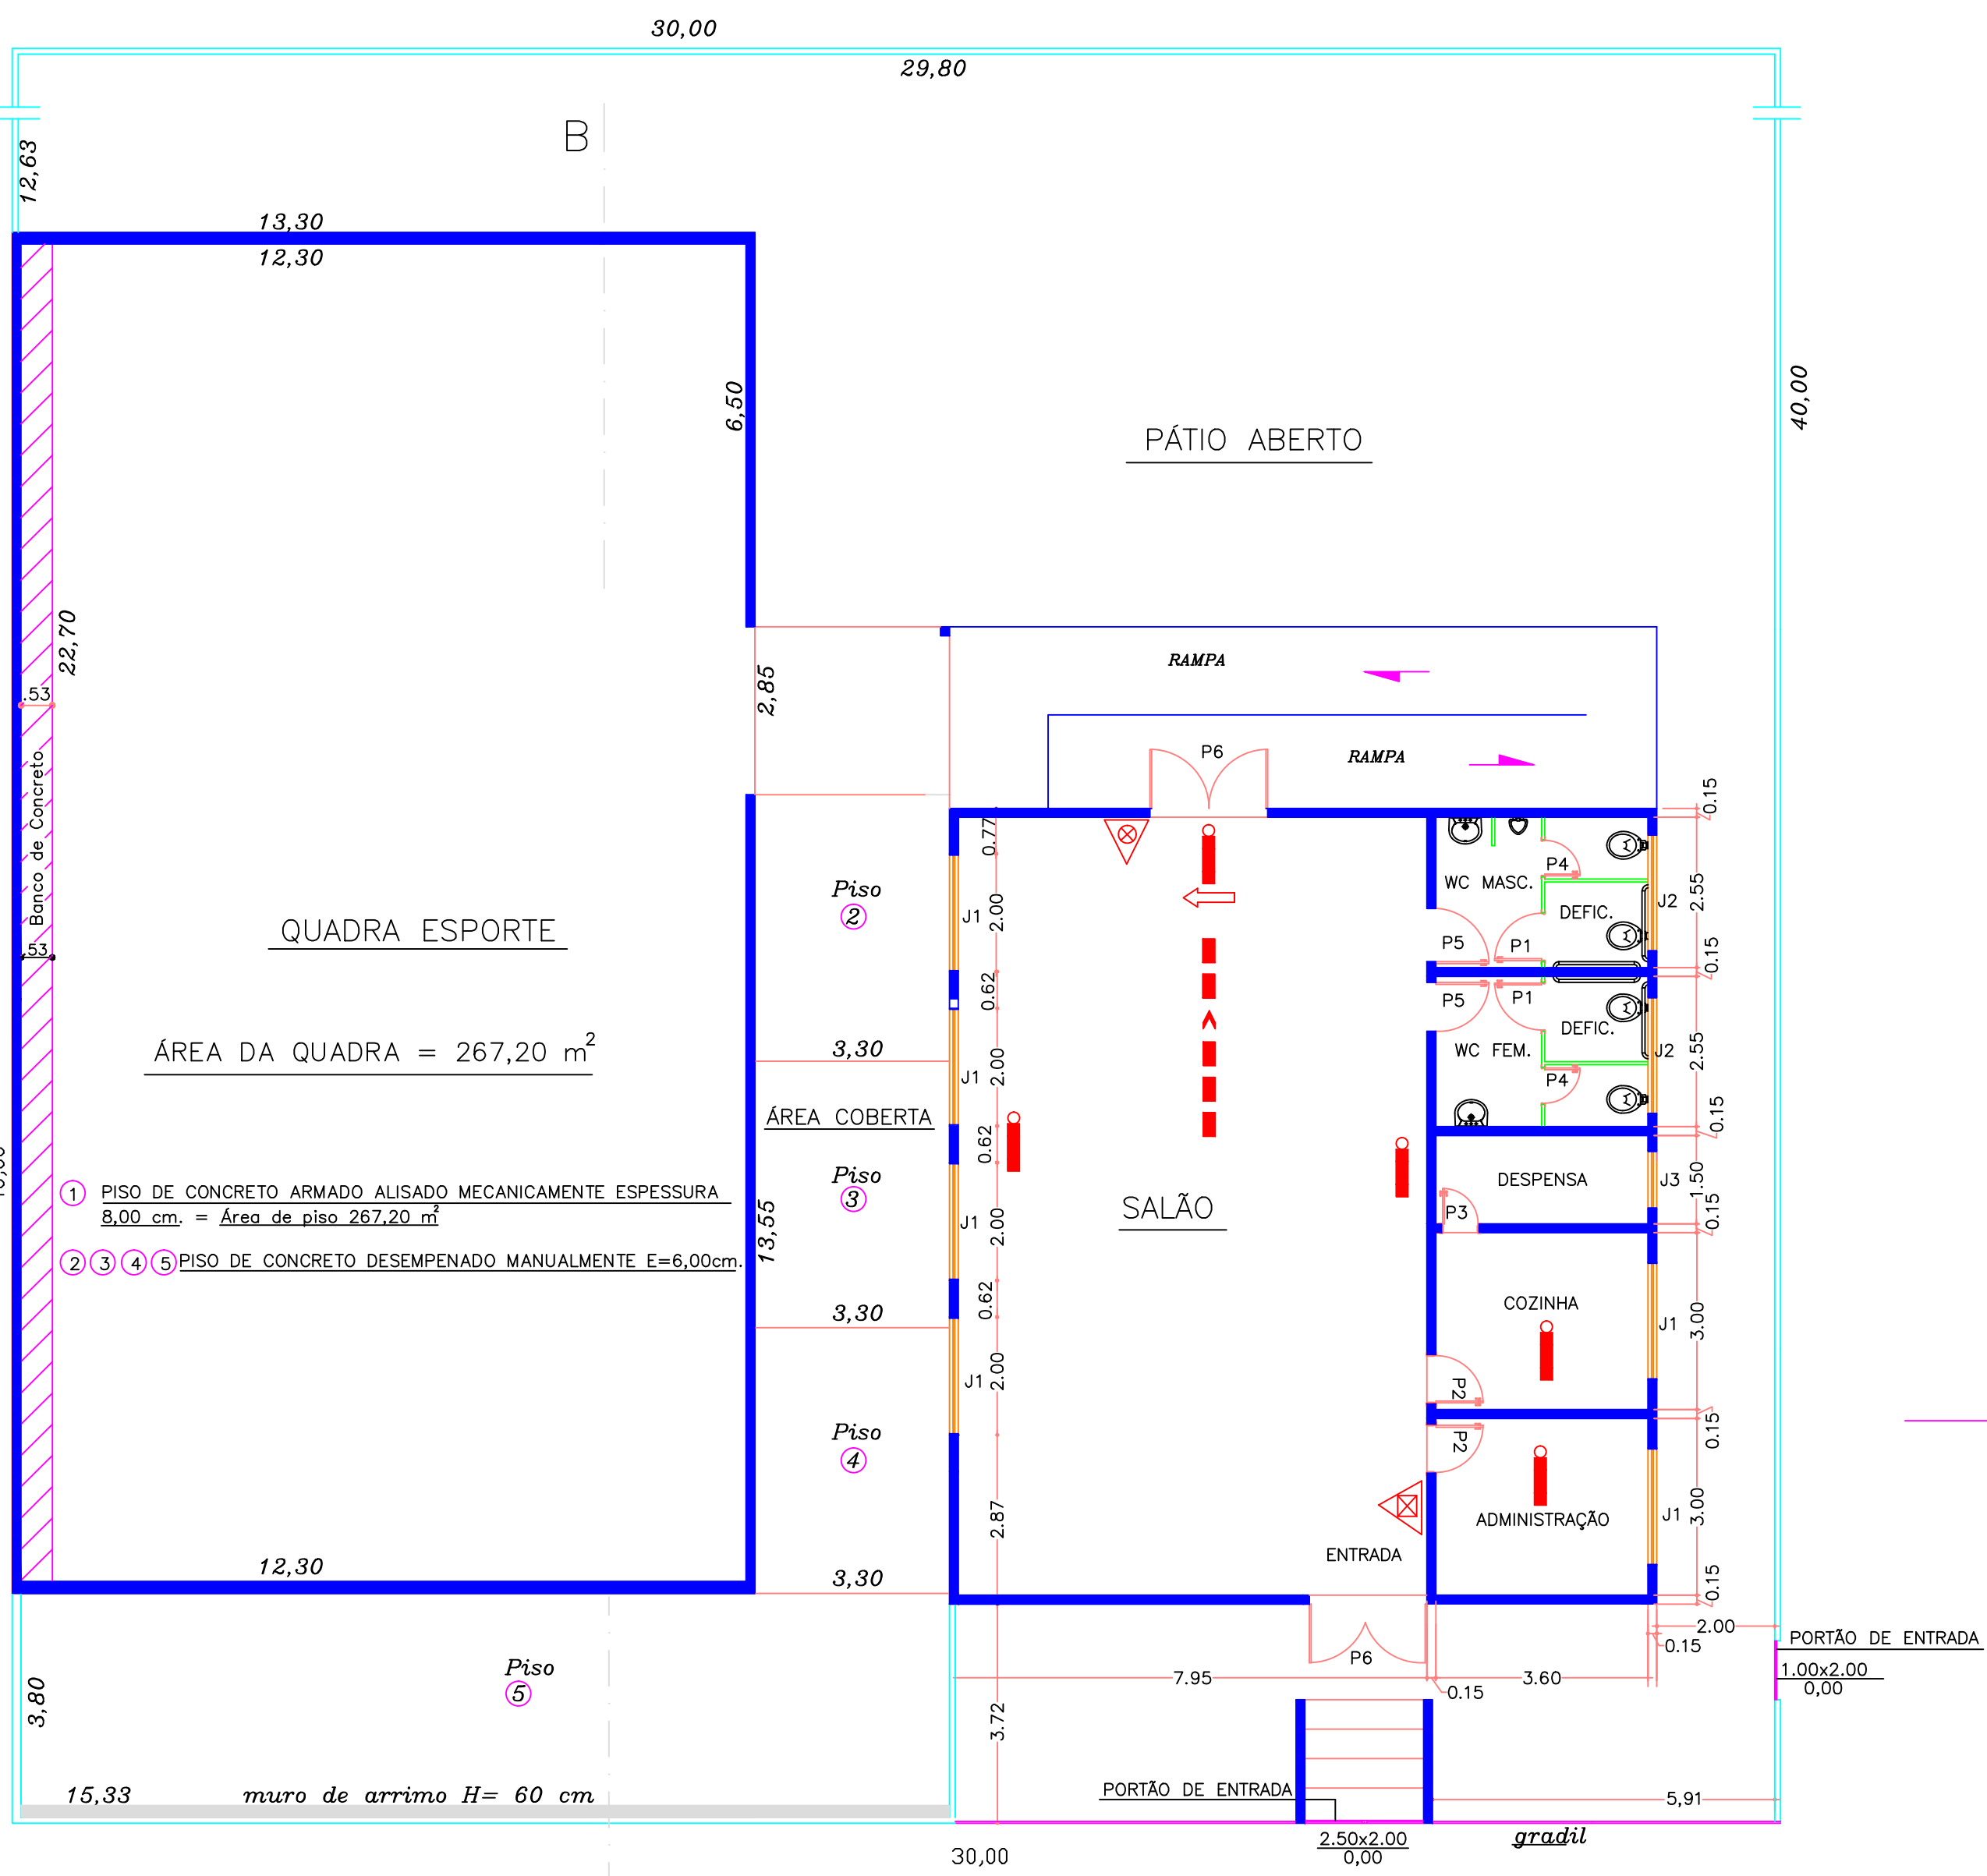 30,00
29,80
12,63
B
13,30
12,30
6,50
40,00
PÁTIO ABERTO
22,70
.53
2,85
RAMPA
RAMPA
P6
Banco de Concreto
.53
QUADRA ESPORTE
ÁREA DA QUADRA = 267,20 m²
1 PISO DE CONCRETO ARMADO ALISADO MECANICAMENTE ESPESSURA
8,00 cm. = Área de piso 267,20 m²
2 3 4 5 PISO DE CONCRETO DESEMPENADO MANUALMENTE E=6,00cm.
12,30
13,55
Piso
2
3,30
ÁREA COBERTA
Piso
3
3,30
Piso
4
3,30
0.77
J1
2.00
0.62
J1
2.00
0.62
J1
2.00
0.62
J1
2.00
2.87
3.72
SALÃO
ENTRADA
WC MASC.
P4
DEFIC.
P5
P1
J2
P5
P1
DEFIC.
WC FEM.
P4
J2
DESPENSA
P3
J3
COZINHA
J1
P2
P2
ADMINISTRAÇÃO
J1
0.15
2.55
0.15
2.55
0.15
1.50
0.15
3.00
0.15
3.00
0.15
2.00
0.15
P6
7.95
0.15
3.60
PORTÃO DE ENTRADA
1.00x2.00
0,00
Piso
5
3,80
15,33
muro de arrimo H= 60 cm
PORTÃO DE ENTRADA
5,91
2.50x2.00
0,00
gradil
30,00